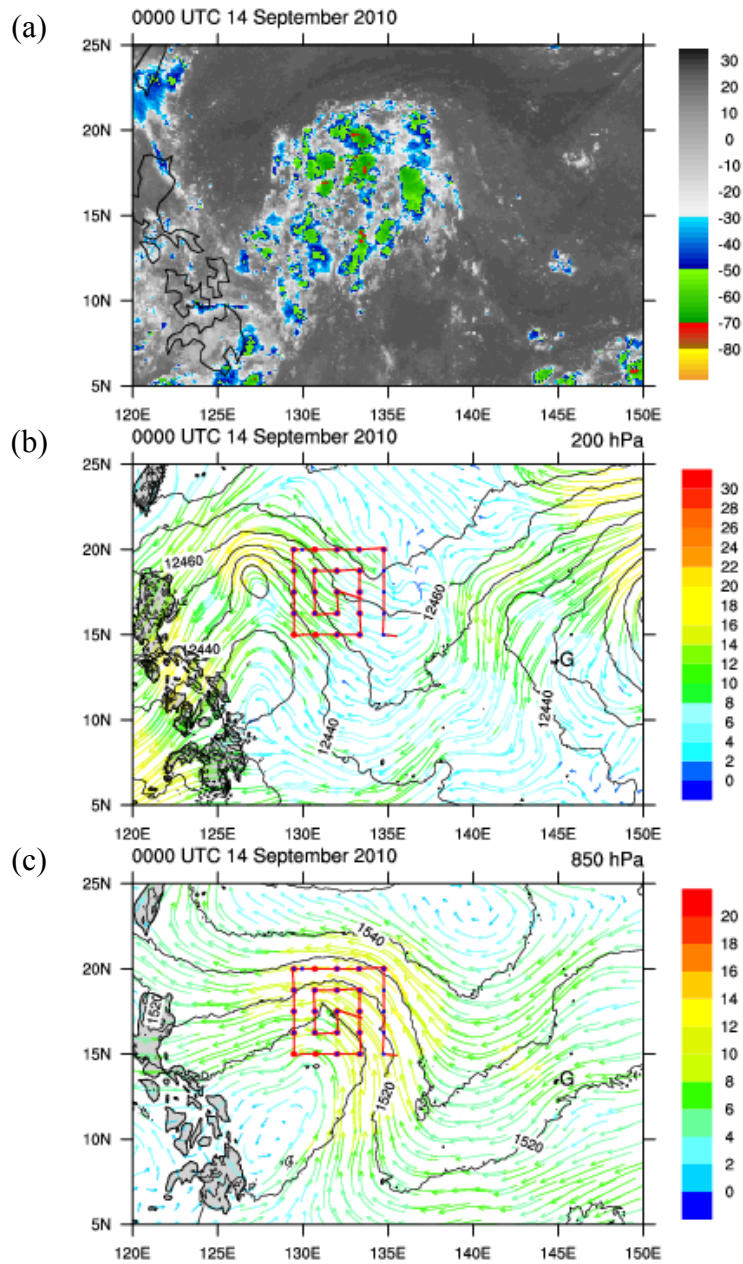 (a)
0000 UTC 14 September 2010
25N
20N
15N
10N
5N
120E 125E 130E 135E 140E 145E 150E
30
20
10
0
-10
-20
-30
-40
-50
-60
-70
-80
(b)
0000 UTC 14 September 2010 200 hPa
25N
20N
15N
10N
5N
120E 125E 130E 135E 140E 145E 150E
12460
12460
12440
12440
12440
G
30
28
26
24
22
20
18
16
14
12
10
8
6
4
2
0
(c)
0000 UTC 14 September 2010 850 hPa
25N
20N
15N
10N
5N
120E 125E 130E 135E 140E 145E 150E
1540
1520
1520
1520
G
G
20
18
16
14
12
10
8
6
4
2
0